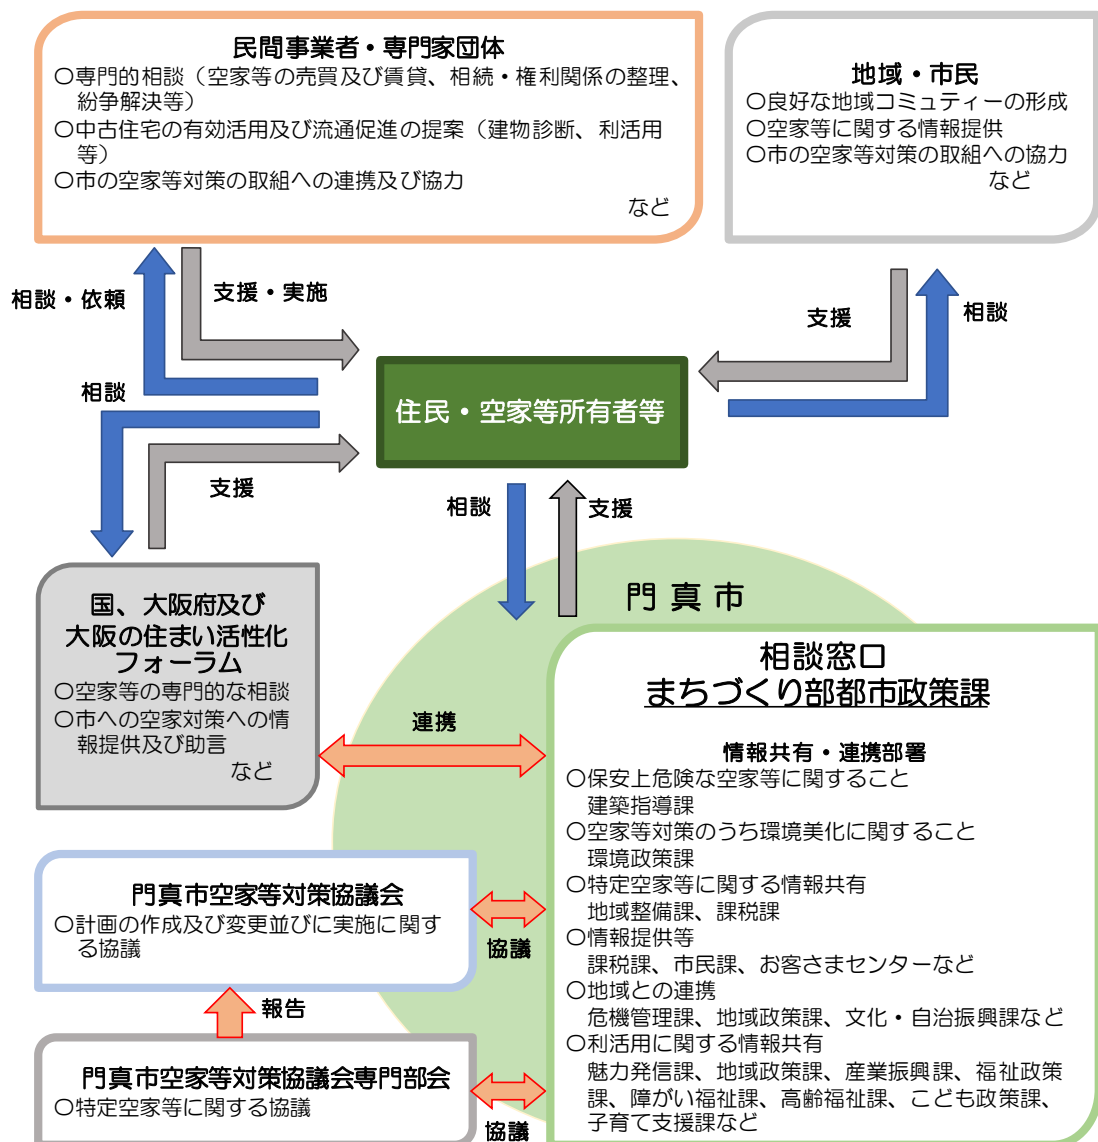 民間事業者・専門家団体
〇専門的相談（空家等の売買及び賃貸、相続・権利関係の整理、
紛争解決等）
〇中古住宅の有効活用及び流通促進の提案（建物診断、利活用
等）
〇市の空家等対策の取組への連携及び協力
など
地域・市民
〇良好な地域コミュティーの形成
〇空家等に関する情報提供
〇市の空家等対策の取組への協力
など
相談・依頼
支援・実施
支援
相談
相談
住民・空家等所有者等
支援
相談
支援
門真市
国、大阪府及び
大阪の住まい活性化
フォーラム
〇空家等の専門的な相談
〇市への空家対策への情
報提供及び助言
など
連携
相談窓口
まちづくり部都市政策課
情報共有・連携部署
〇保安上危険な空家等に関すること
建築指導課
〇空家等対策のうち環境美化に関すること
環境政策課
〇特定空家等に関する情報共有
地域整備課、課税課
〇情報提供等
課税課、市民課、お客さまセンターなど
〇地域との連携
危機管理課、地域政策課、文化・自治振興課など
〇利活用に関する情報共有
魅力発信課、地域政策課、産業振興課、福祉政策
課、障がい福祉課、高齢福祉課、こども政策課、
子育て支援課など
門真市空家等対策協議会
〇計画の作成及び変更並びに実施に関す
る協議
協議
報告
門真市空家等対策協議会専門部会
〇特定空家等に関する協議
協議